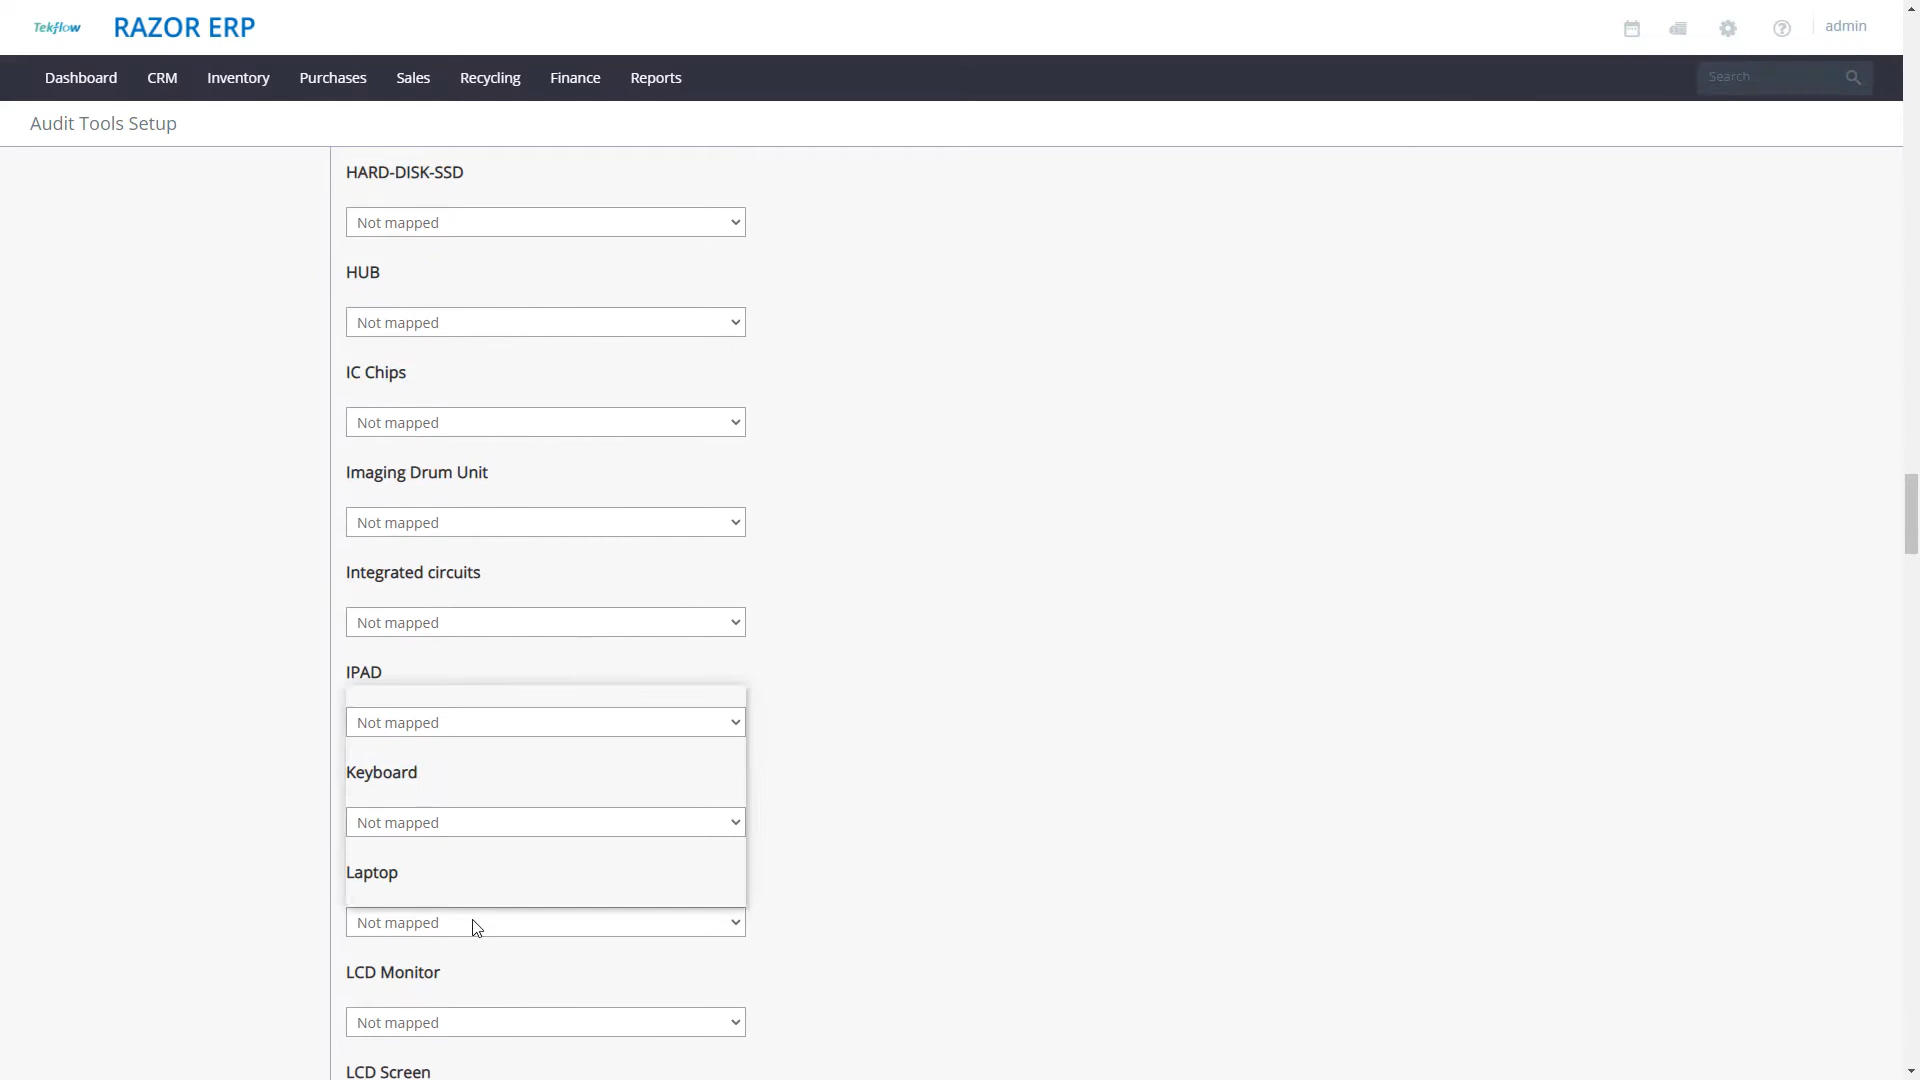 Tekflow RAZOR ERP admin
Dashboard CRM Inventory Purchases Sales Recycling Finance Reports Search
Audit Tools Setup
HARD-DISK-SSD
Not mapped
HUB
Not mapped
IC Chips
Not mapped
Imaging Drum Unit
Not mapped
Integrated circuits
Not mapped
IPAD
Not mapped
Keyboard
Not mapped
Laptop
Not mapped
LCD Monitor
Not mapped
LCD Screen